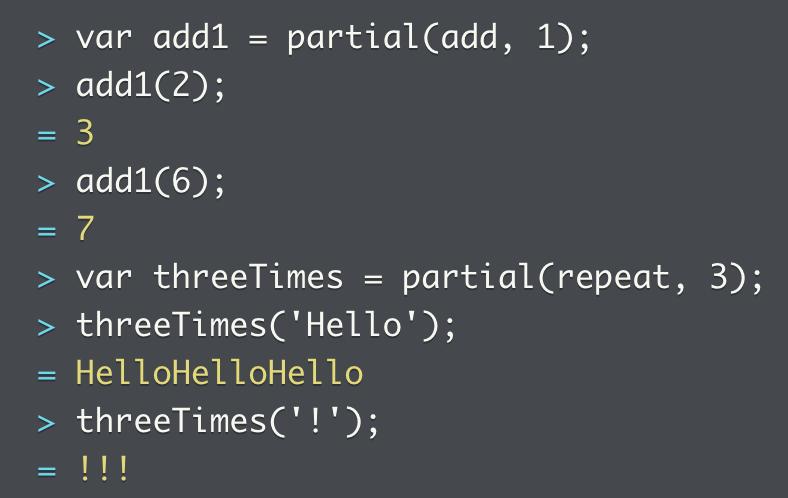 > var add1 = partial(add, 1);
> add1(2);
= 3
> add1(6);
= 7
> var threeTimes = partial(repeat, 3);
> threeTimes('Hello');
= HelloHelloHello
> threeTimes('!');
= !!!